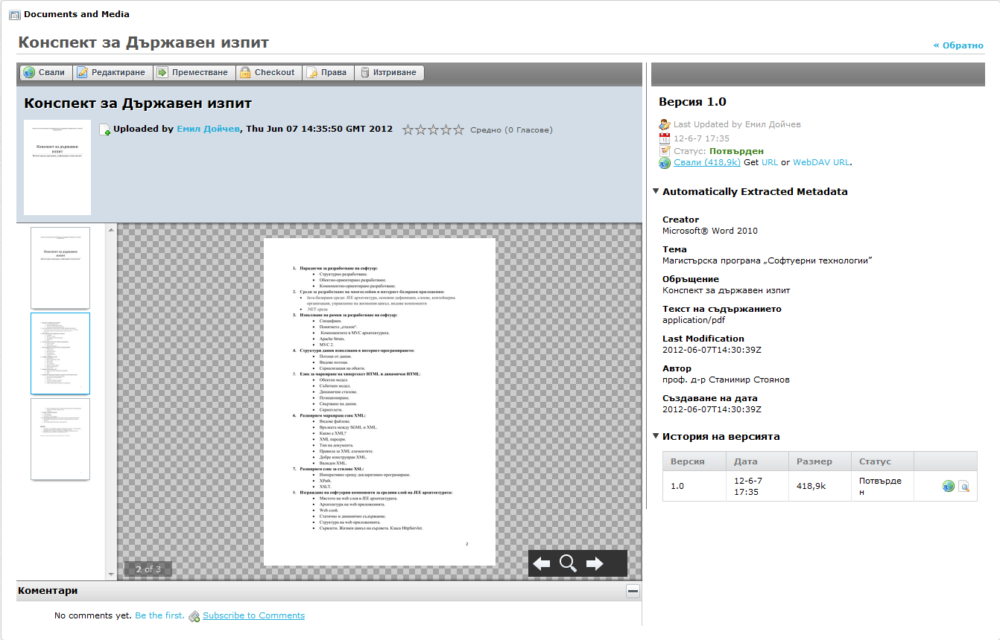 Documents and Media
Конспект за Държавен изпит
« Обратно
Свали
Редактиране
Преместване
Checkout
Права
Изтриване
Конспект за Държавен изпит
Uploaded by Емил Дойчев, Thu Jun 07 14:35:50 GMT 2012
Средно (0 Гласове)
Конспект за държавен
изпит
Магистърска програма „Софтуерни технологии“
Конспект за държавен
изпит
1. Парадигми за разработване на софтуер:
• Структурно разработване.
• Обектно-ориентирано разработване.
• Компонентно-ориентирано разработване.
2. Среди за разработване на многослойни и интернет-базирани приложения:
• Java-базирани среди: JEE архитектура, основни дефиниции, слоеве, контейнерна
организация, управление на жизнения цикъл, видове компоненти
• .NET среда
3. Използване на рамки за разработване на софтуер:
• Специфики.
• Понятието „еталон“.
• Компонентите в MVC архитектурата.
• Apache Struts.
• MVC 2.
4. Структури данни използвани в интернет-програмирането:
• Потоци от данни.
• Видове потоци.
• Сериализация на обекти.
5. Език за маркиране на хипертекст HTML и динамичен HTML:
• Обектен модел.
• Събитиен модел.
• Динамични стилове.
• Позициониране.
• Свързване на данни.
• Скриптлети.
6. Разширяем маркиращ език XML:
• Видове файлове.
• Връзката между SGML и XML.
• Какво е XML?
• XML парсери.
• Тип на документа.
• Правила за XML елементите.
• Добре конструиран XML.
• Валиден XML.
7. Разширяем език за стилове XSL:
• Императивно срещу декларативно програмиране.
• XPath.
• XSLT.
8. Изграждане на софтуерни компоненти за средния слой на JEE архитектурата:
• Мястото на web слоя в JEE архитектурата.
• Архитектура на web приложенията.
• Web слой.
• Статично и динамично съдържание.
• Структура на web приложенията.
• Сървлети. Жизнен цикъл на сървлета. Класа HttpServlet.
2
2 of 3
Коментари
No comments yet. Be the first. Subscribe to Comments
Версия 1.0
Last Updated by Емил Дойчев
12-6-7 17:35
Статус: Потвърден
Свали (418,9k) Get URL or WebDAV URL.
Automatically Extracted Metadata
Creator
Microsoft® Word 2010
Тема
Магистърска програма „Софтуерни технологии”
Обръщение
Конспект за държавен изпит
Текст на съдържанието
application/pdf
Last Modification
2012-06-07T14:30:39Z
Автор
проф. д-р Станимир Стоянов
Създаване на дата
2012-06-07T14:30:39Z
История на версията
Версия Дата Размер Статус
1.0 12-6-7 418,9k Потвърде
17:35 н